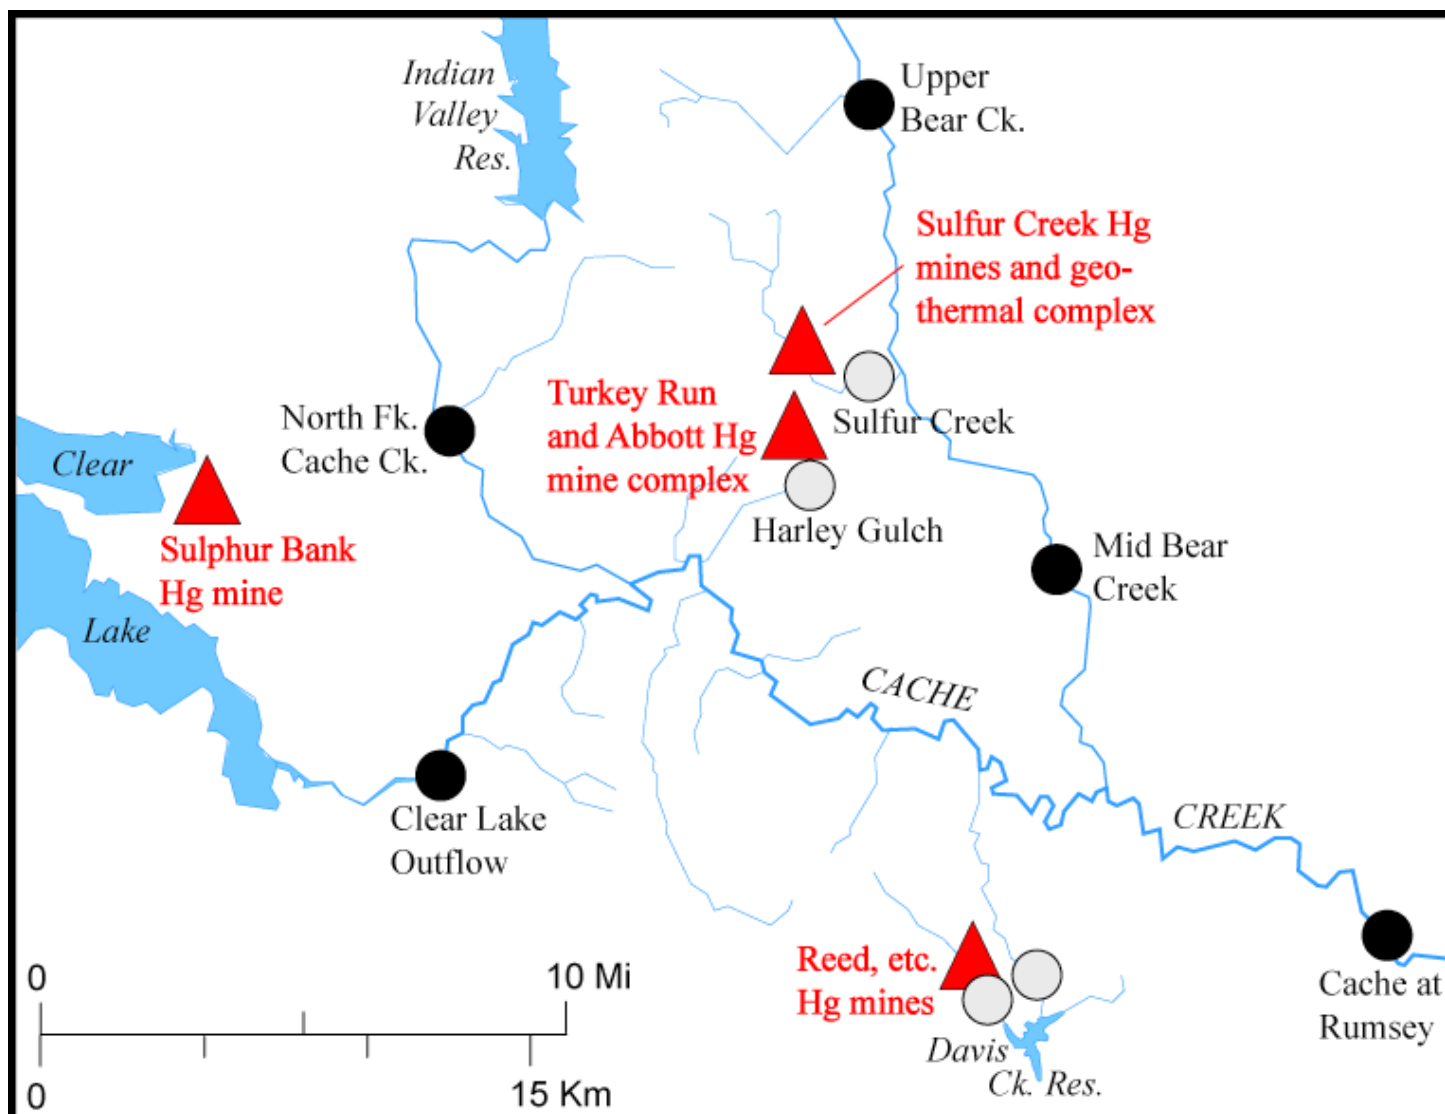 Indian
Valley
Res.
Upper
Bear Ck.
Sulfur Creek Hg
mines and geo-
thermal complex
Turkey Run
and Abbott Hg
mine complex
Sulfur Creek
North Fk.
Cache Ck.
Clear
Lake
Sulphur Bank
Hg mine
Harley Gulch
Mid Bear
Creek
CACHE
CREEK
Clear Lake
Outflow
Reed, etc.
Hg mines
Davis
Ck. Res.
Cache at
Rumsey
0
10 Mi
0
15 Km